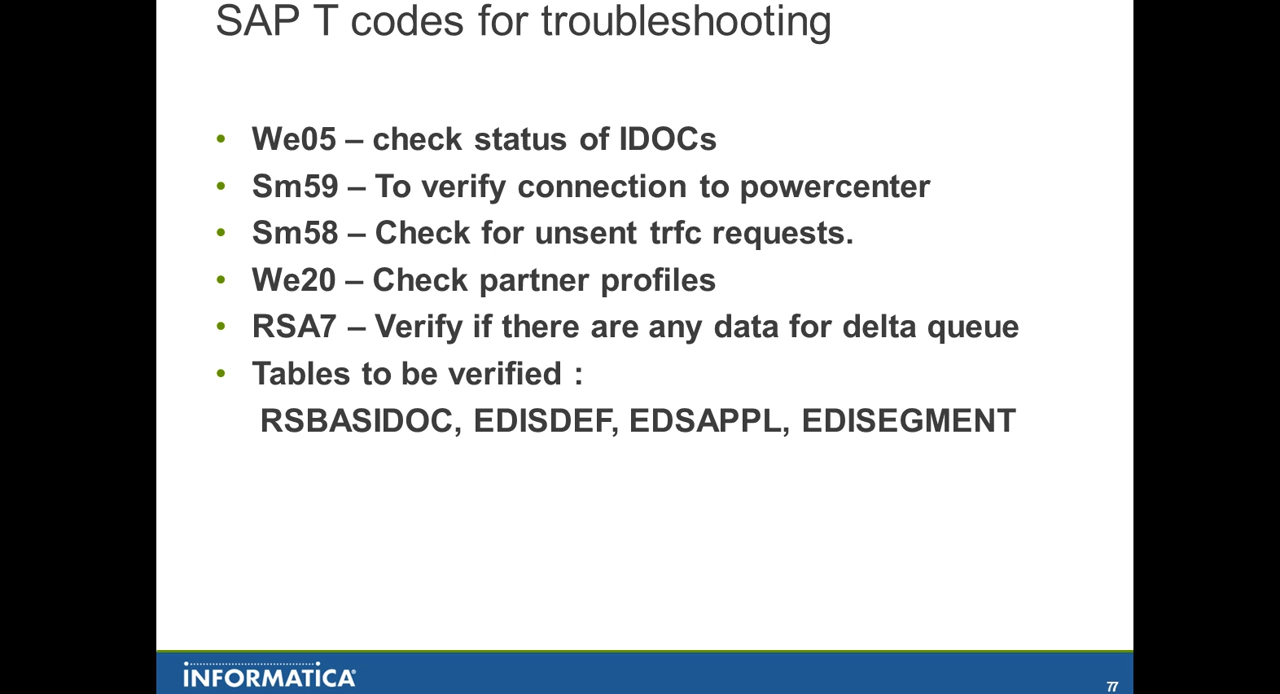 SAP T codes for troubleshooting
• We05 – check status of IDOCs
• Sm59 – To verify connection to powercenter
• Sm58 – Check for unsent trfc requests.
• We20 – Check partner profiles
• RSA7 – Verify if there are any data for delta queue
• Tables to be verified :
RSBASIDOC, EDISDEF, EDSAPPL, EDISEGMENT
INFORMATICA
77